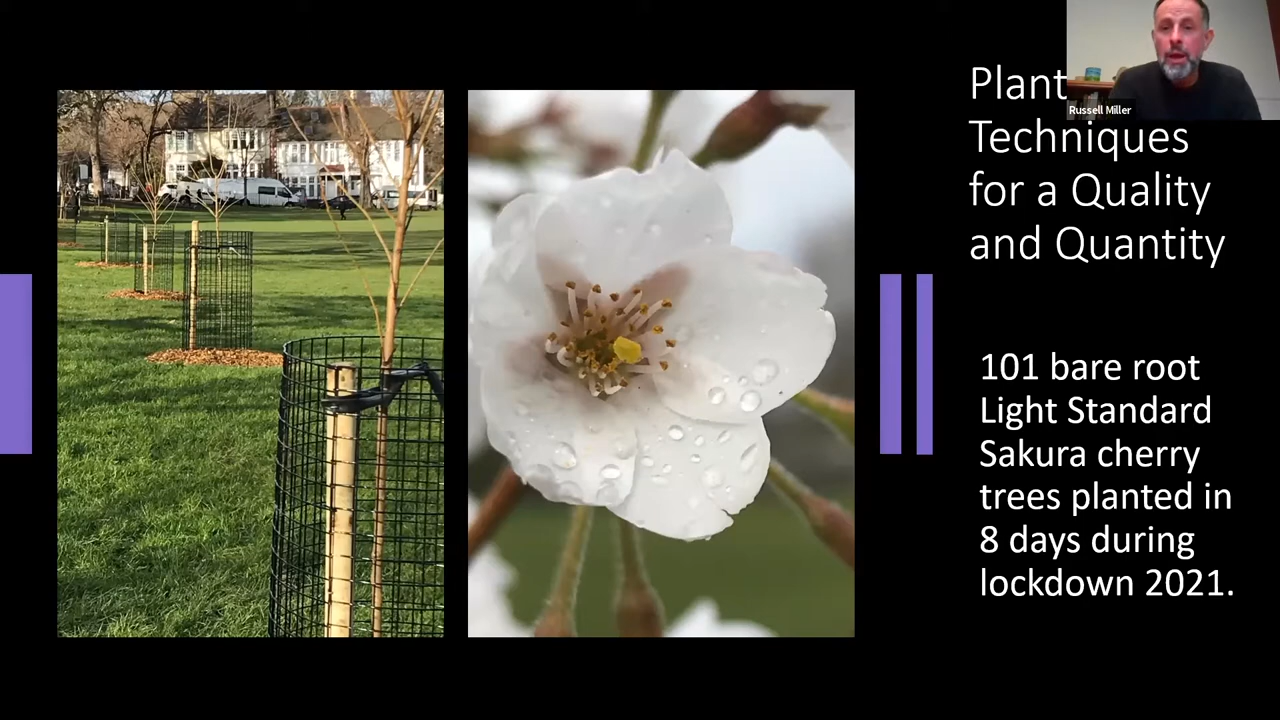 Plant
Russell Miller
Techniques
for a Quality
and Quantity
101 bare root
Light Standard
Sakura cherry
trees planted in
8 days during
lockdown 2021.